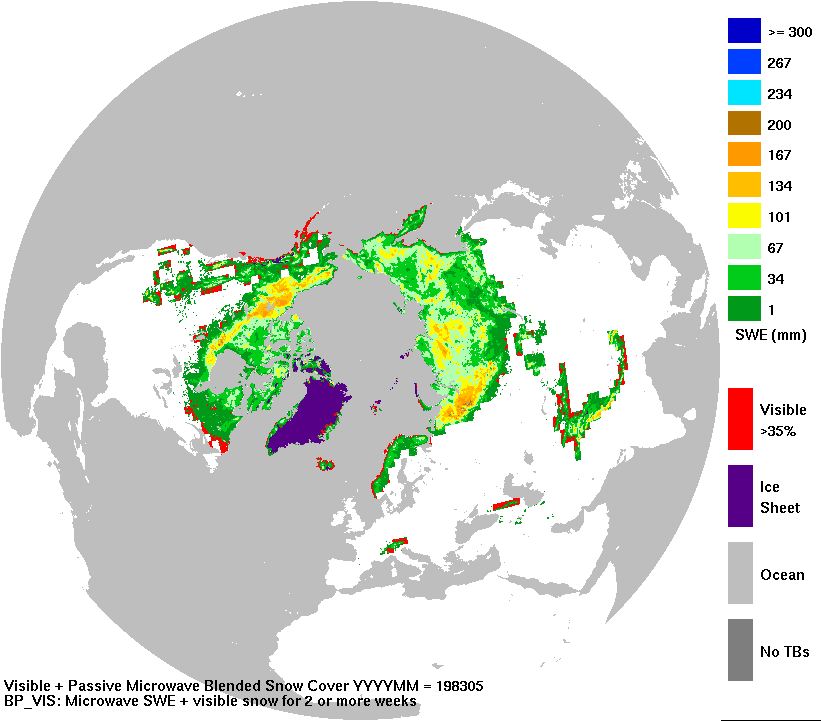 >= 300
267
234
200
167
134
101
67
34
1
SWE (mm)
Visible
>35%
Ice
Sheet
Ocean
No TBs
Visible + Passive Microwave Blended Snow Cover YYYYMM = 198305
BP_VIS: Microwave SWE + visible snow for 2 or more weeks